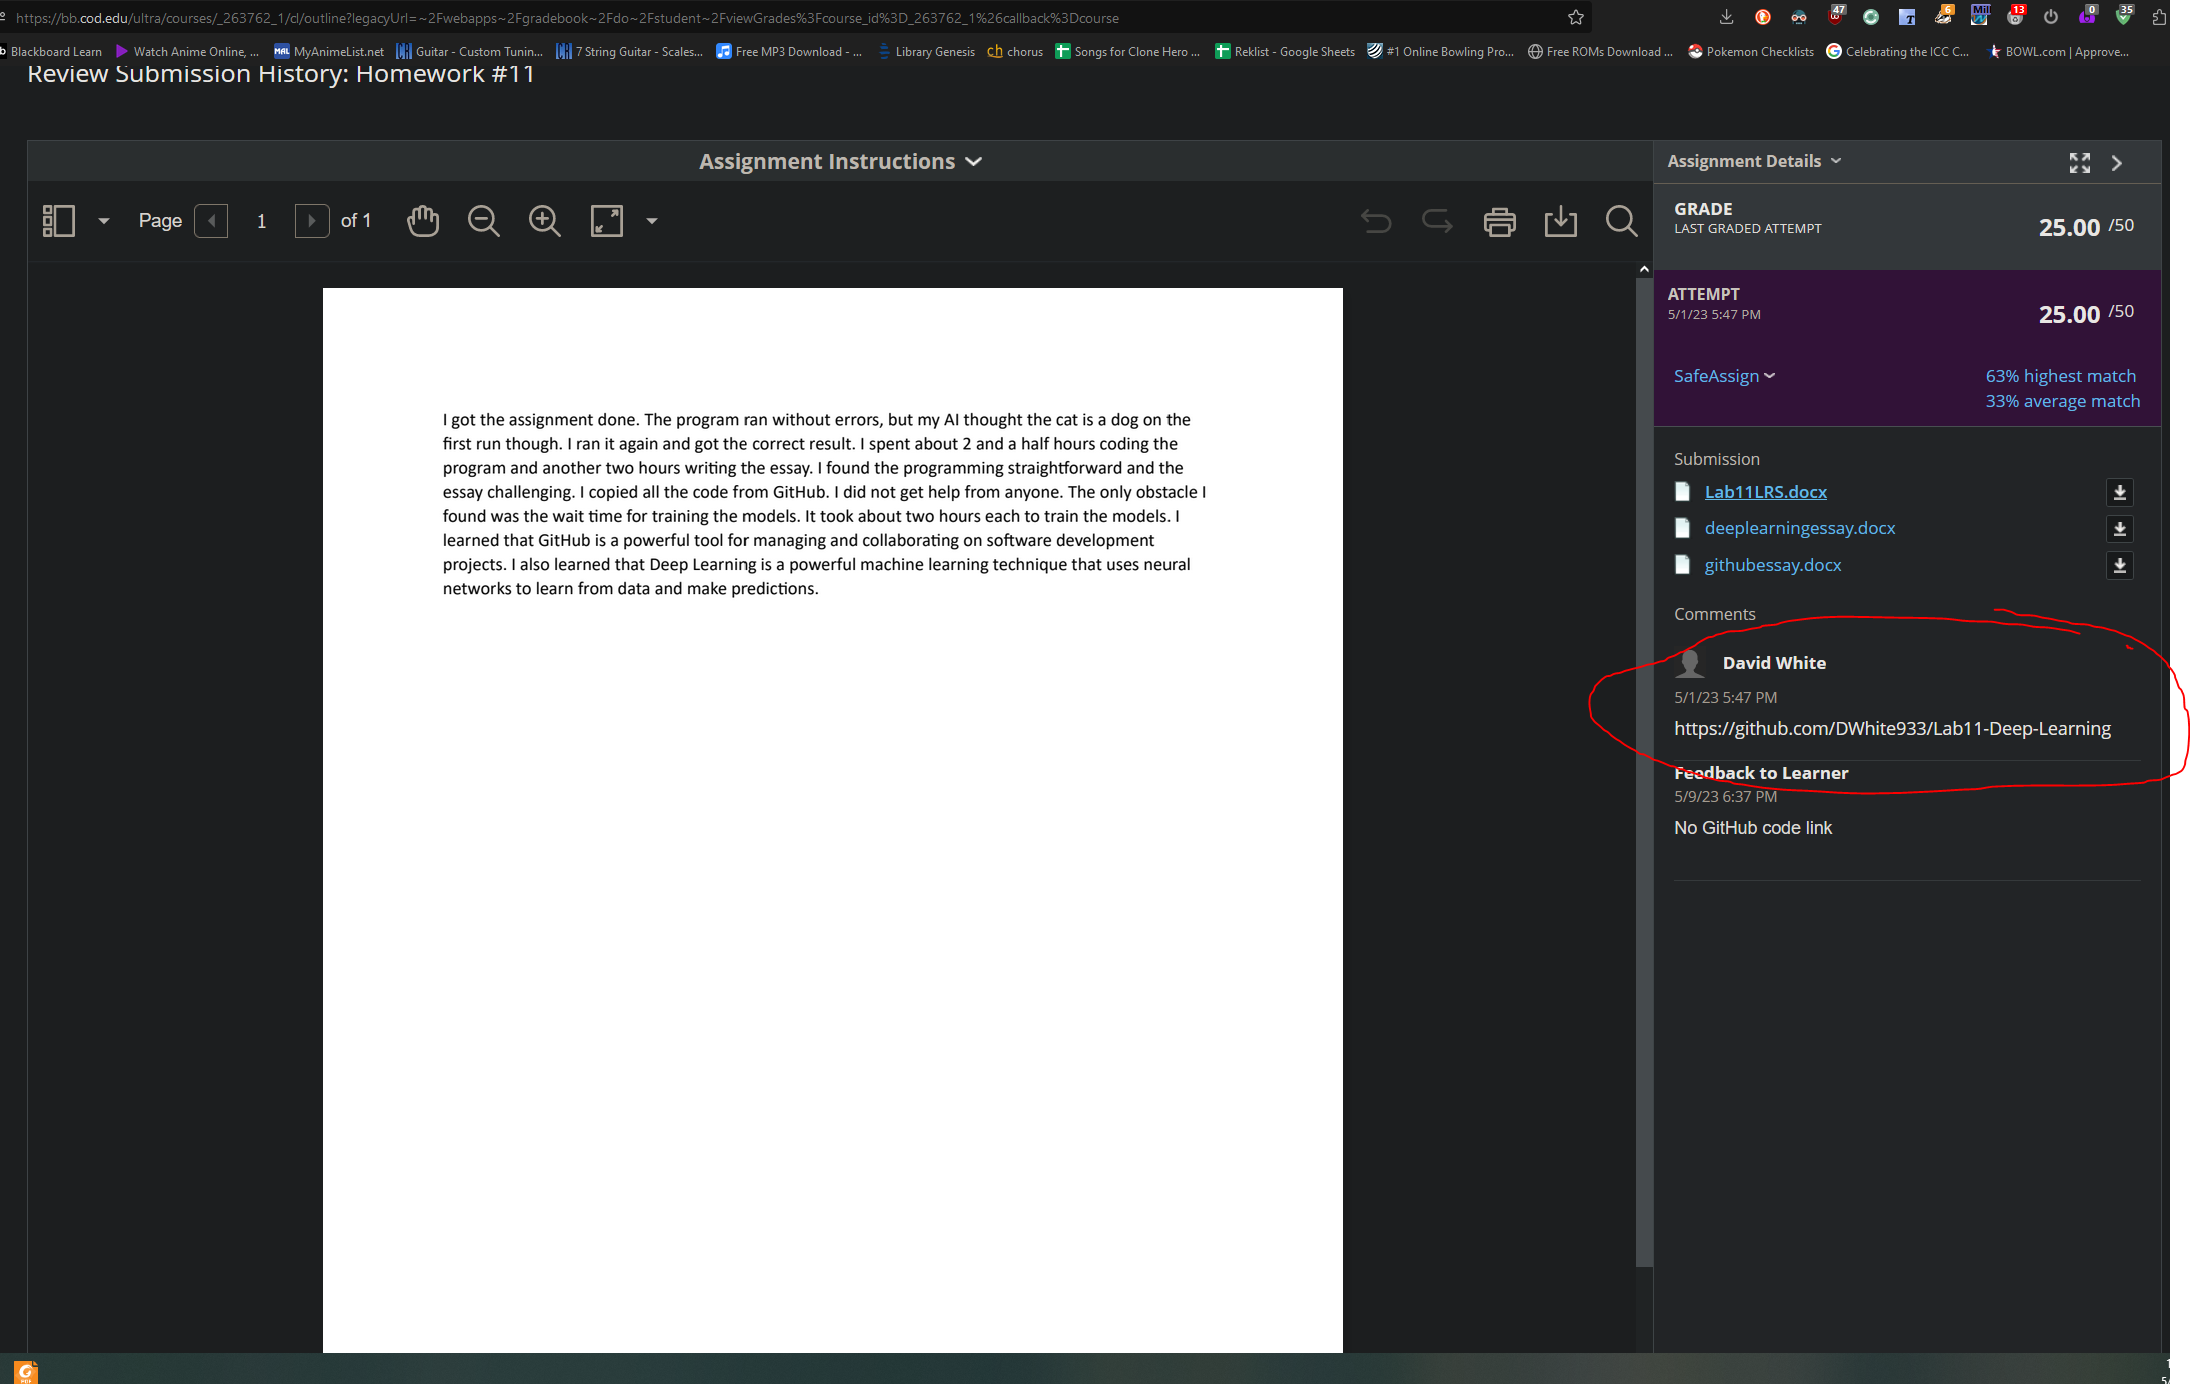 https://bb.cod.edu/ultra/courses/_263762_1/cl/outline?legacyUrl=~2Fwebapps~2Fgradebook~2Fdo~2Fstudent~2FviewGrades%3Fcourse_id%3D_263762_1%26callback%3Dcourse
47 6 Mil 13 0 35
Blackboard Learn Watch Anime Online, ... MAL MyAnimeList.net Guitar - Custom Tunin... 7 String Guitar - Scales... Free MP3 Download - ... Library Genesis ch chorus Songs for Clone Hero ... Reklist - Google Sheets #1 Online Bowling Pro... Free ROMs Download ... Pokemon Checklists Celebrating the ICC C... BOWL.com | Approve...
Review Submission History: Homework #11
Assignment Instructions
Page 1 of 1
I got the assignment done. The program ran without errors, but my AI thought the cat is a dog on the
first run though. I ran it again and got the correct result. I spent about 2 and a half hours coding the
program and another two hours writing the essay. I found the programming straightforward and the
essay challenging. I copied all the code from GitHub. I did not get help from anyone. The only obstacle I
found was the wait time for training the models. It took about two hours each to train the models. I
learned that GitHub is a powerful tool for managing and collaborating on software development
projects. I also learned that Deep Learning is a powerful machine learning technique that uses neural
networks to learn from data and make predictions.
Assignment Details
GRADE
LAST GRADED ATTEMPT
25.00 /50
ATTEMPT
5/1/23 5:47 PM
25.00 /50
SafeAssign
63% highest match
33% average match
Submission
Lab11LRS.docx
deeplearningessay.docx
githubessay.docx
Comments
David White
5/1/23 5:47 PM
https://github.com/DWhite933/Lab11-Deep-Learning
Feedback to Learner
5/9/23 6:37 PM
No GitHub code link